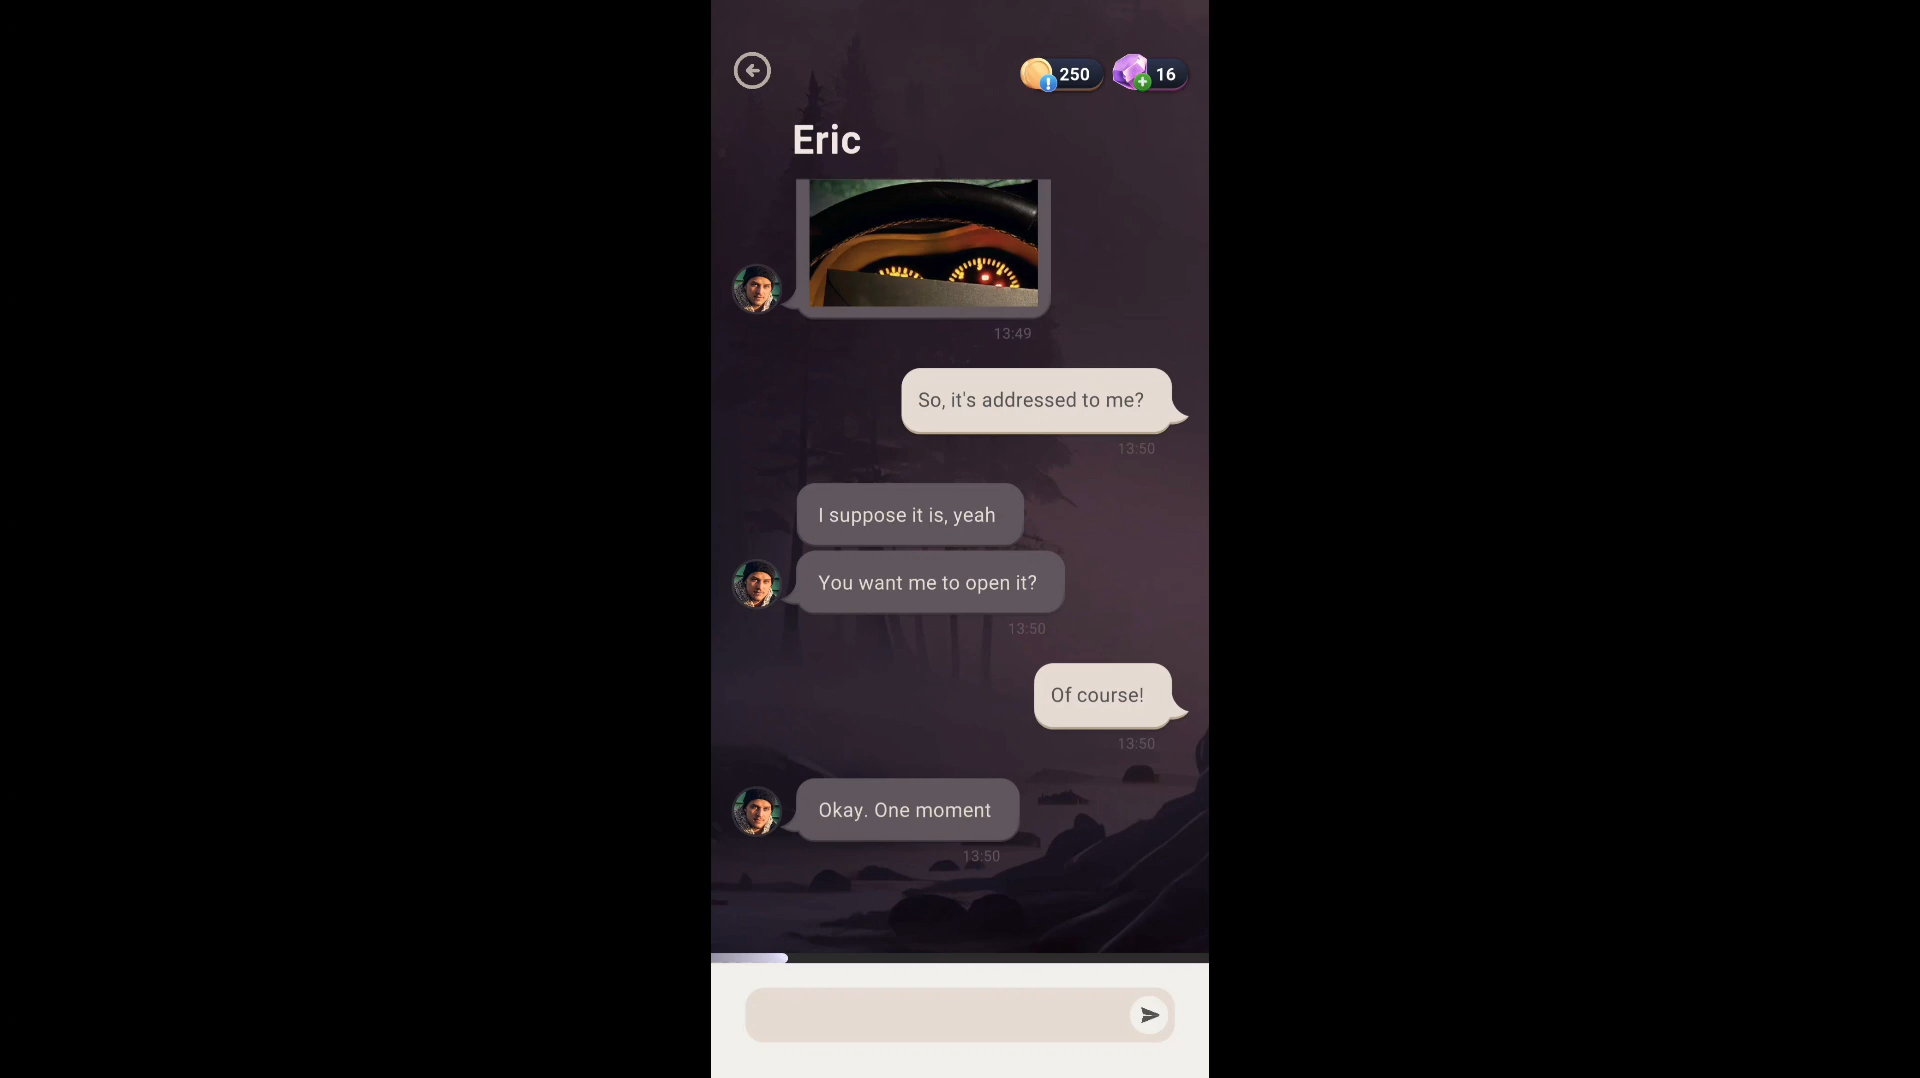 250
16
Eric
13:49
So, it's addressed to me?
13:50
I suppose it is, yeah
You want me to open it?
13:50
Of course!
13:50
Okay. One moment
13:50